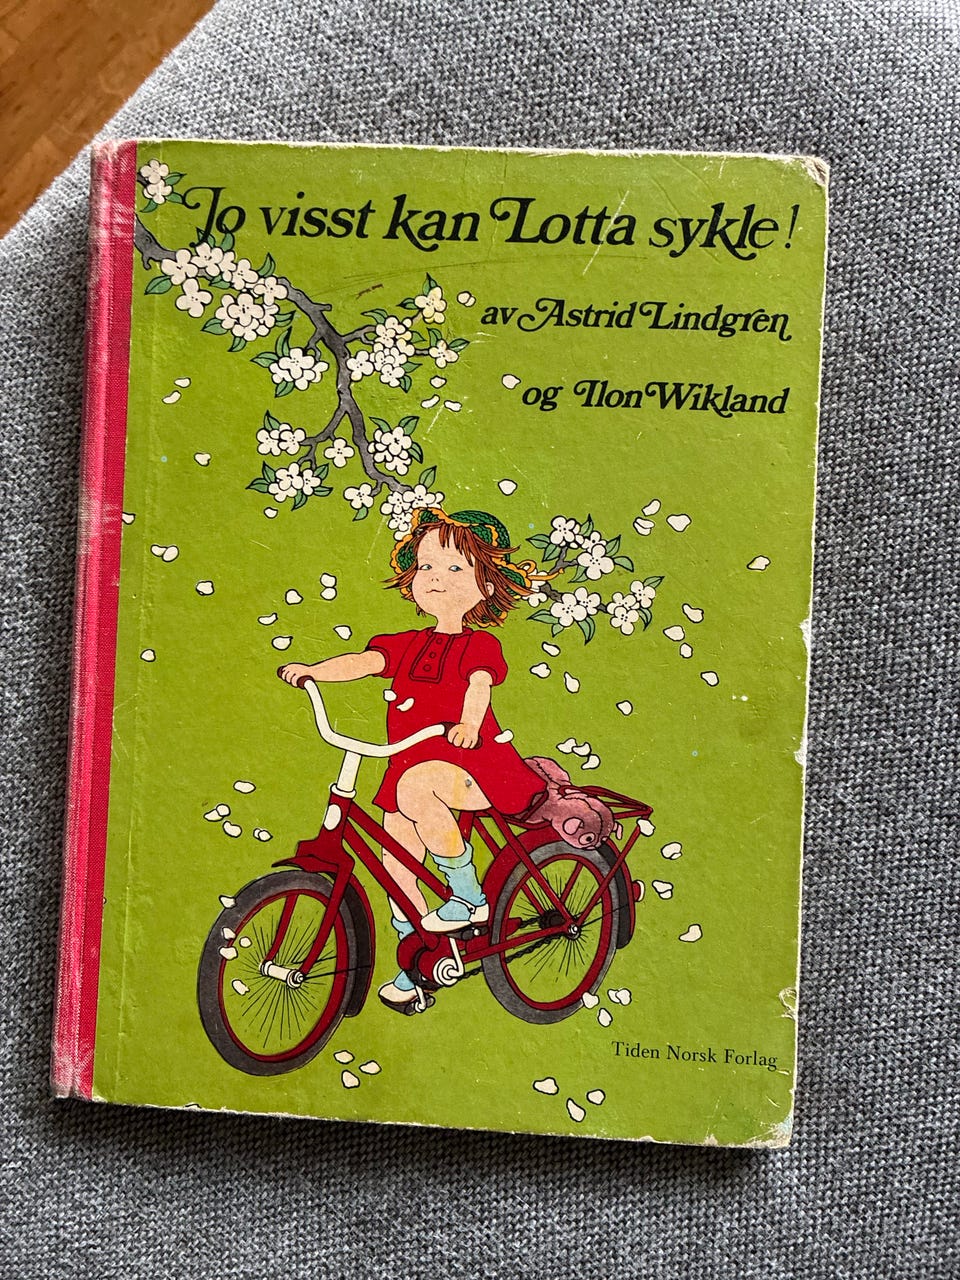 Jo visst kan Lotta sykle!
av Astrid Lindgren
og Ilon Wikland
Tiden Norsk Forlag